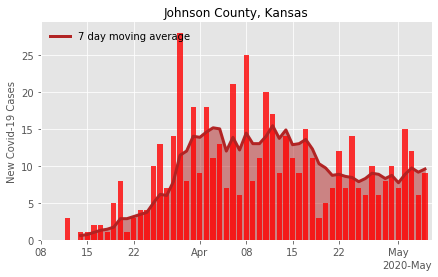 Johnson County, Kansas
7 day moving average
New Covid-19 Cases
25
20
15
10
5
0
08 15 22 Apr 08 15 22 May
2020-May